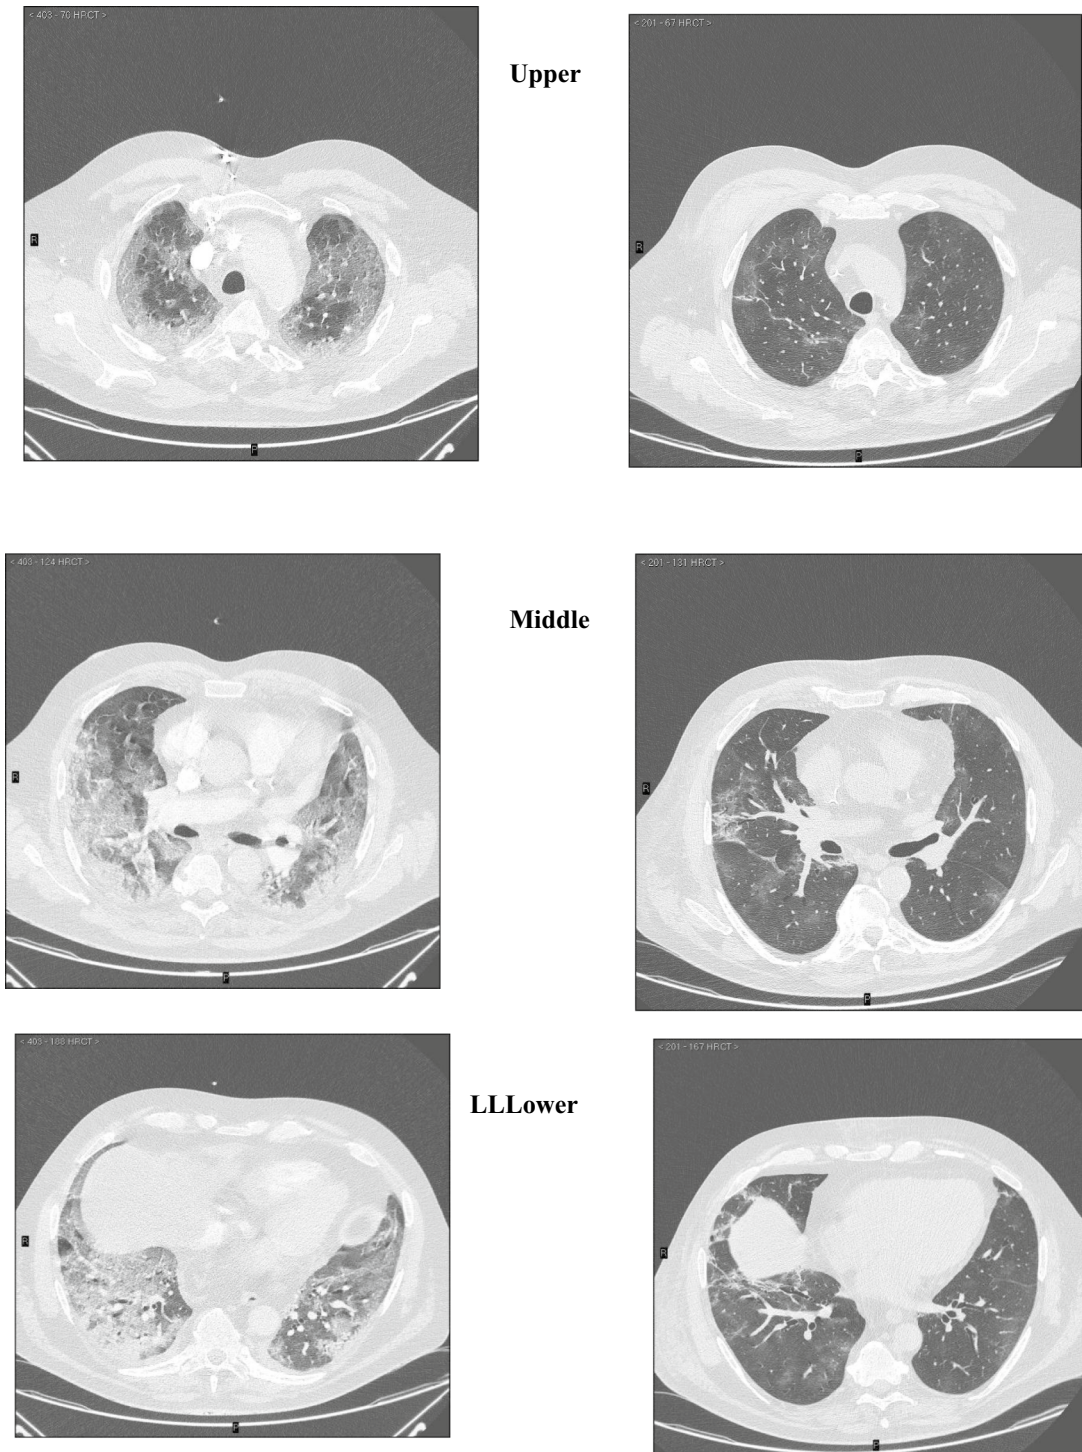 < 403 - 70 HRCT >
< 201 - 67 HRCT >
Upper
R
R
P
P
< 403 - 124 HRCT >
< 201 - 131 HRCT >
Middle
R
R
P
P
< 403 - 188 HRCT >
< 201 - 167 HRCT >
LLLower
R
R
P
P